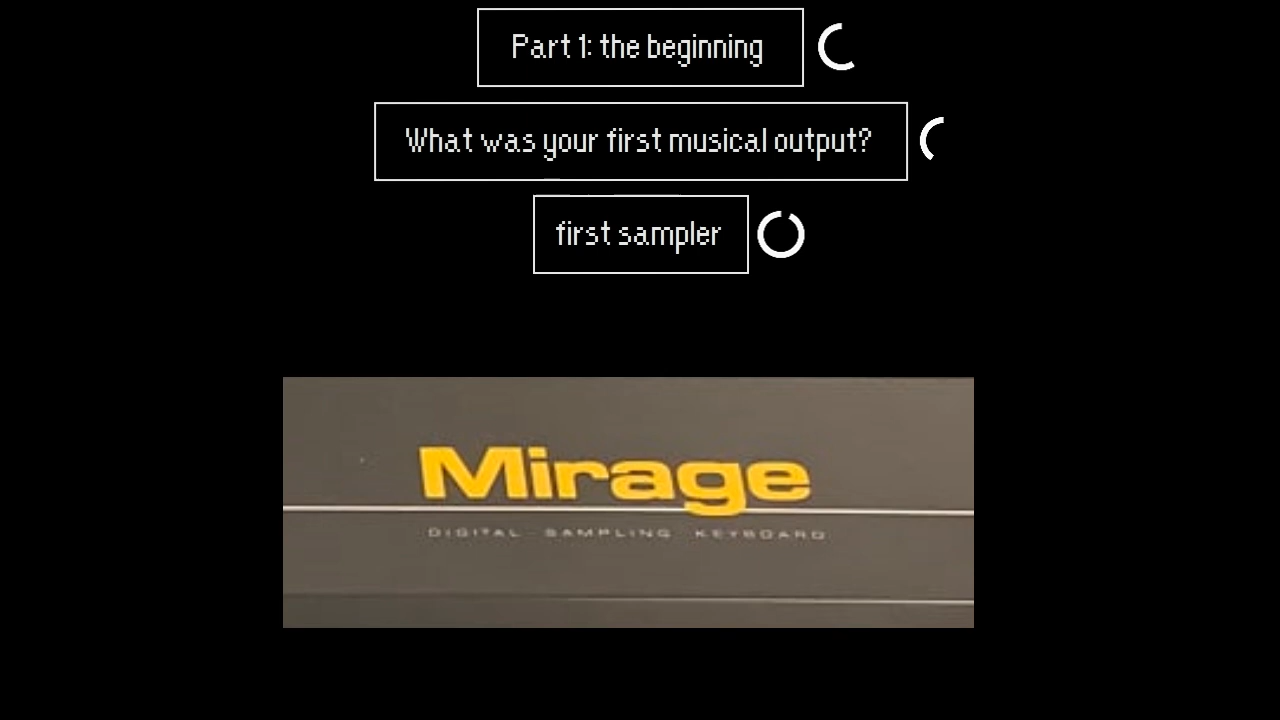 Part 1: the beginning
What was your first musical output?
first sampler
Mirage
DIGITAL SAMPLING KEYBOARD